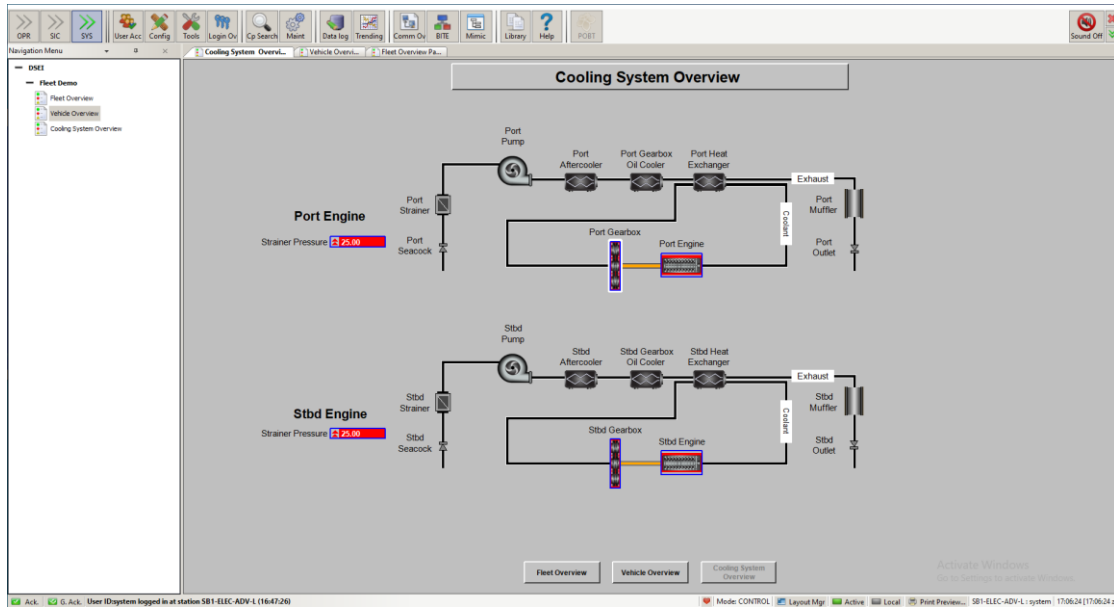 OPR SIC SYS User Acc Config Tools Login Ov Cp Search Maint Data log Trending Comm Ov BITE Mimic Library Help POBT Sound Off
Navigation Menu
Cooling System Overvi... Vehicle Overvi... Fleet Overview Pa...
DSEI
Fleet Demo
Fleet Overview
Vehicle Overview
Cooling System Overview
Cooling System Overview
Port
Pump
Port
Aftercooler
Port Gearbox
Oil Cooler
Port Heat
Exchanger
Exhaust
Port
Strainer
Port
Muffler
Port Engine
Coolant
Strainer Pressure 25.00
Port
Seacock
Port Gearbox
Port Engine
Port
Outlet
Stbd
Pump
Stbd
Aftercooler
Stbd Gearbox
Oil Cooler
Stbd Heat
Exchanger
Exhaust
Stbd
Strainer
Stbd
Muffler
Stbd Engine
Coolant
Strainer Pressure 25.00
Stbd
Seacock
Stbd Gearbox
Stbd Engine
Stbd
Outlet
Fleet Overview
Vehicle Overview
Cooling System
Overview
Activate Windows
Go to Settings to activate Windows.
Ack. G. Ack. User ID:system logged in at station SB1-ELEC-ADV-L (16:47:26)
Mode: CONTROL Layout Mgr Active Local Print Preview... SB1-ELEC-ADV-L : system 17:06:24 [17:06:24